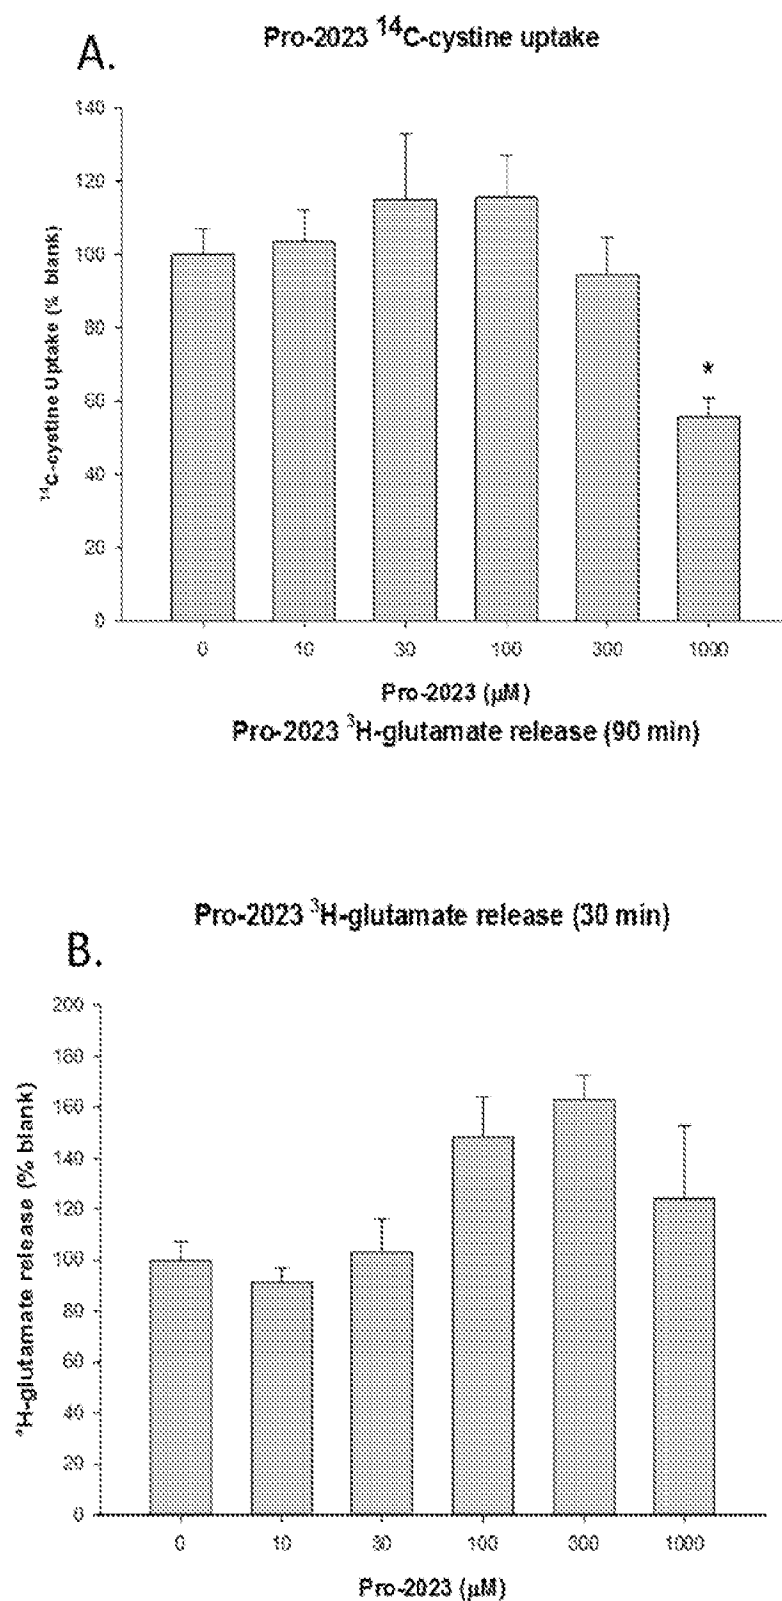 A.
Pro-2023 ¹⁴C-cystine uptake
140
120
100
80
60
40
20
0
¹⁴C-cystine Uptake (% blank)
*
0 10 30 100 300 1000
Pro-2023 (μM)
Pro-2023 ³H-glutamate release (90 min)
Pro-2023 ³H-glutamate release (30 min)
B.
200
180
160
140
120
100
80
60
40
20
0
³H-glutamate release (% blank)
0 10 30 100 300 1000
Pro-2023 (μM)